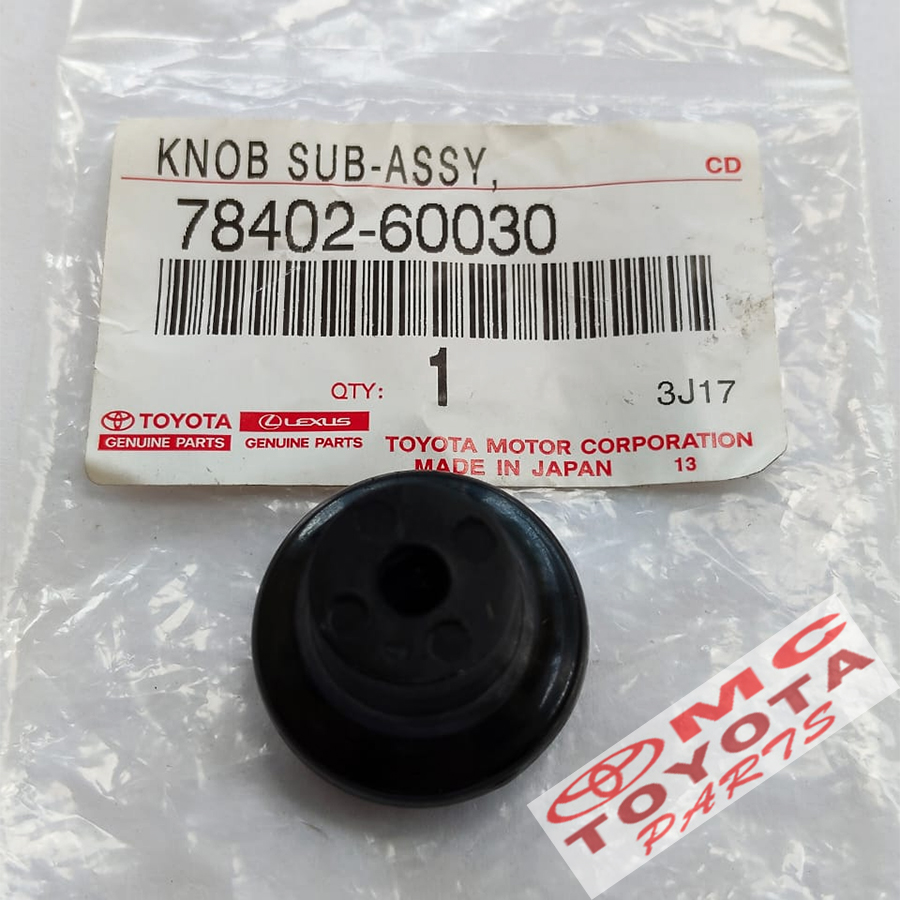 KNOB SUB-ASSY,
CD
78402-60030
QTY: 1
3J17
TOYOTA LEXUS
GENUINE PARTS GENUINE PARTS
TOYOTA MOTOR CORPORATION
MADE IN JAPAN 13
MC
TOYOTA
PARTS